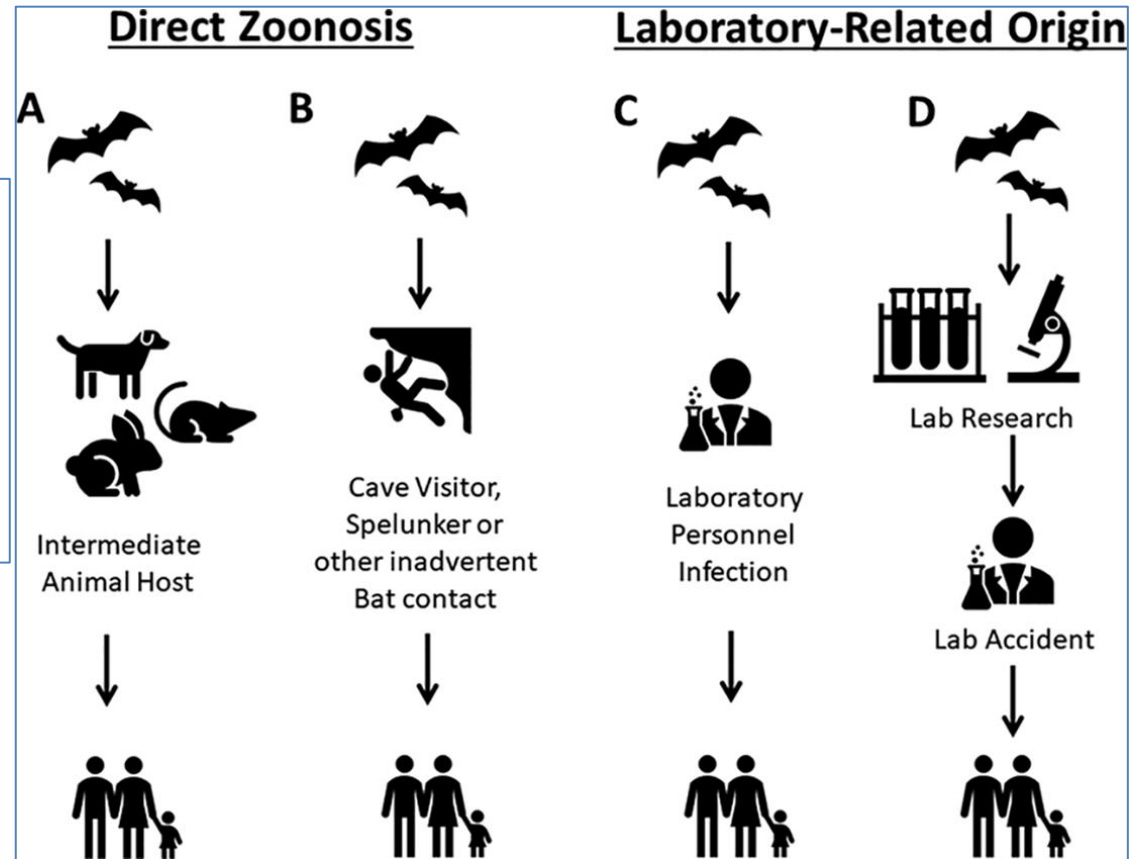 Direct Zoonosis
Laboratory-Related Origin
A
B
C
D
Intermediate
Animal Host
Cave Visitor,
Spelunker or
other inadvertent
Bat contact
Laboratory
Personnel
Infection
Lab Research
Lab Accident